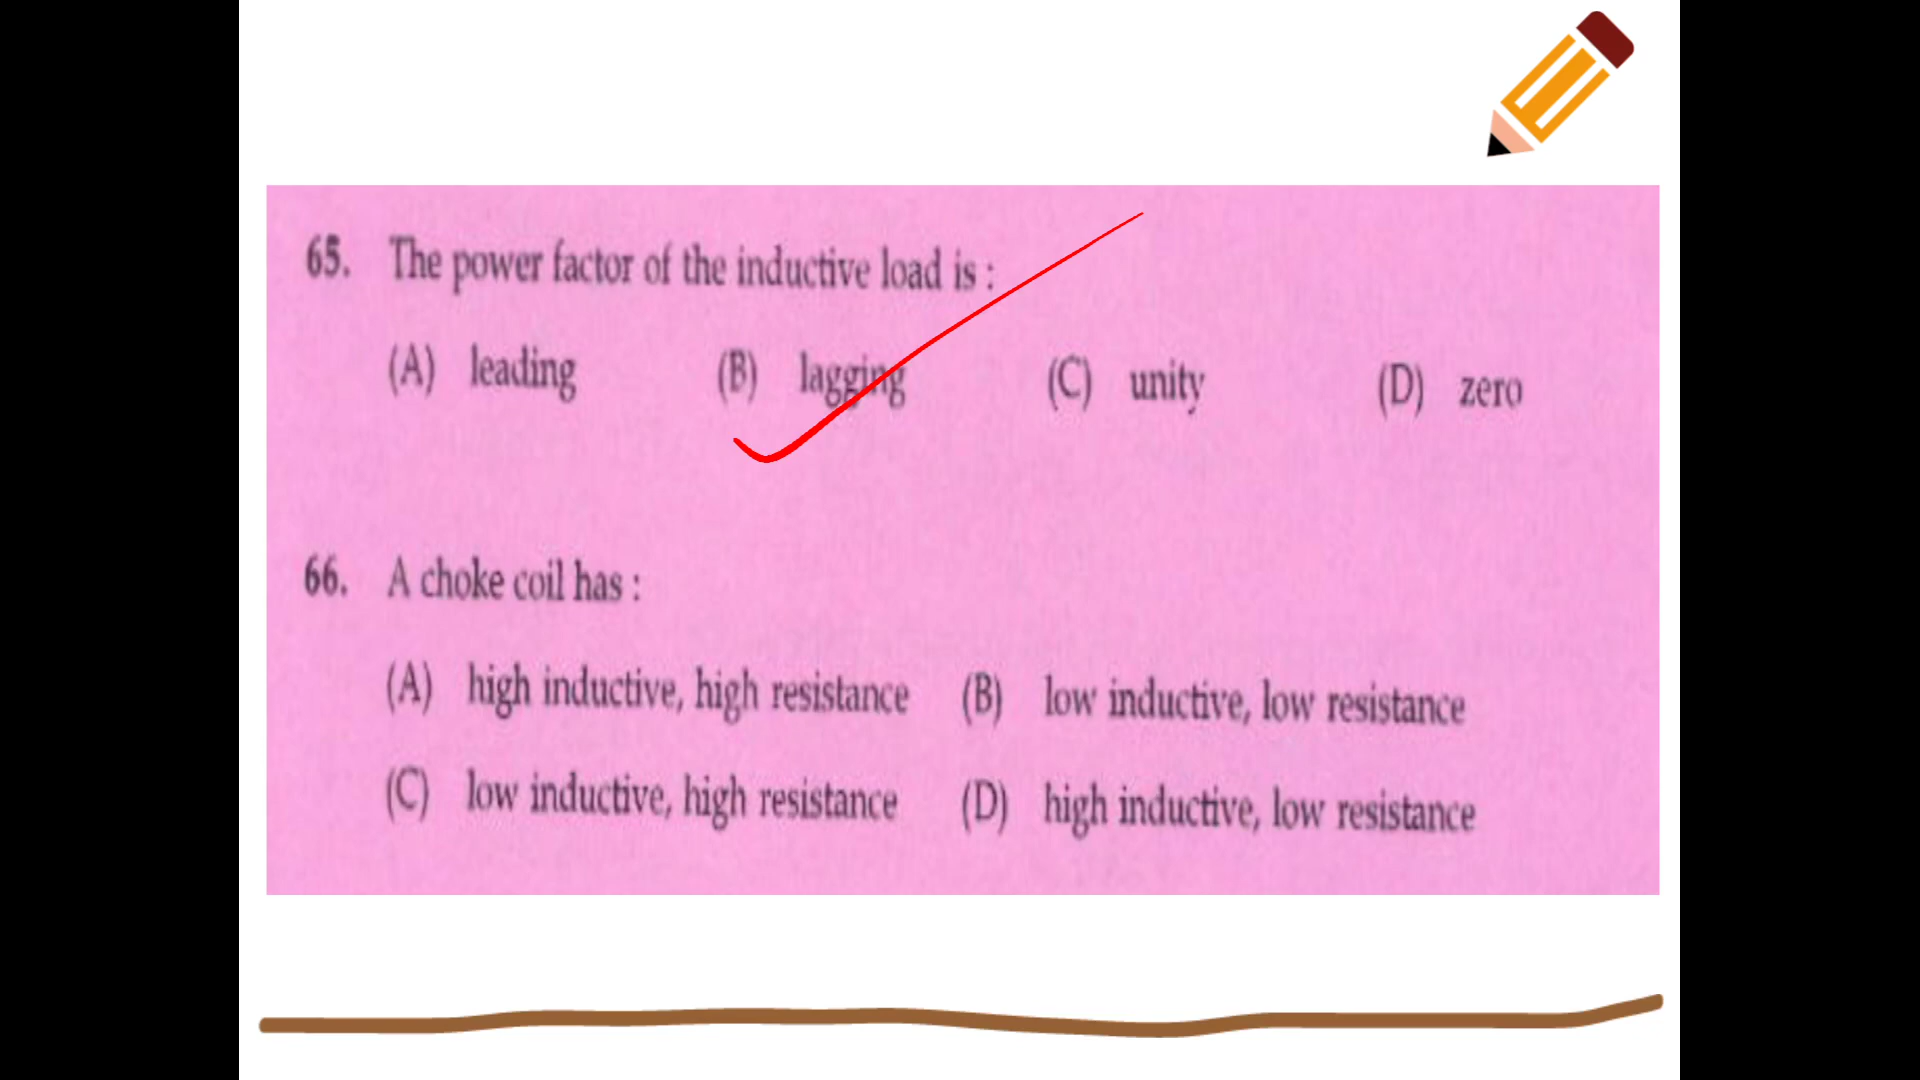 65. The power factor of the inductive load is :
(A) leading (B) lagging (C) unity (D) zero
66. A choke coil has :
(A) high inductive, high resistance (B) low inductive, low resistance
(C) low inductive, high resistance (D) high inductive, low resistance